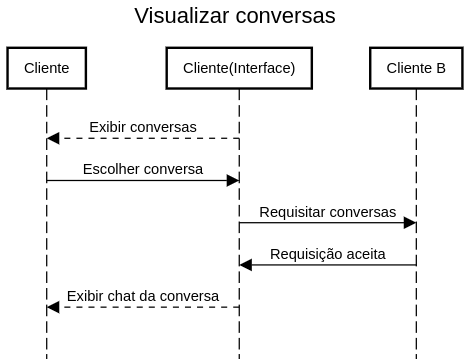 Visualizar conversas
Cliente
Cliente(Interface)
Cliente B
Exibir conversas
Escolher conversa
Requisitar conversas
Requisição aceita
Exibir chat da conversa